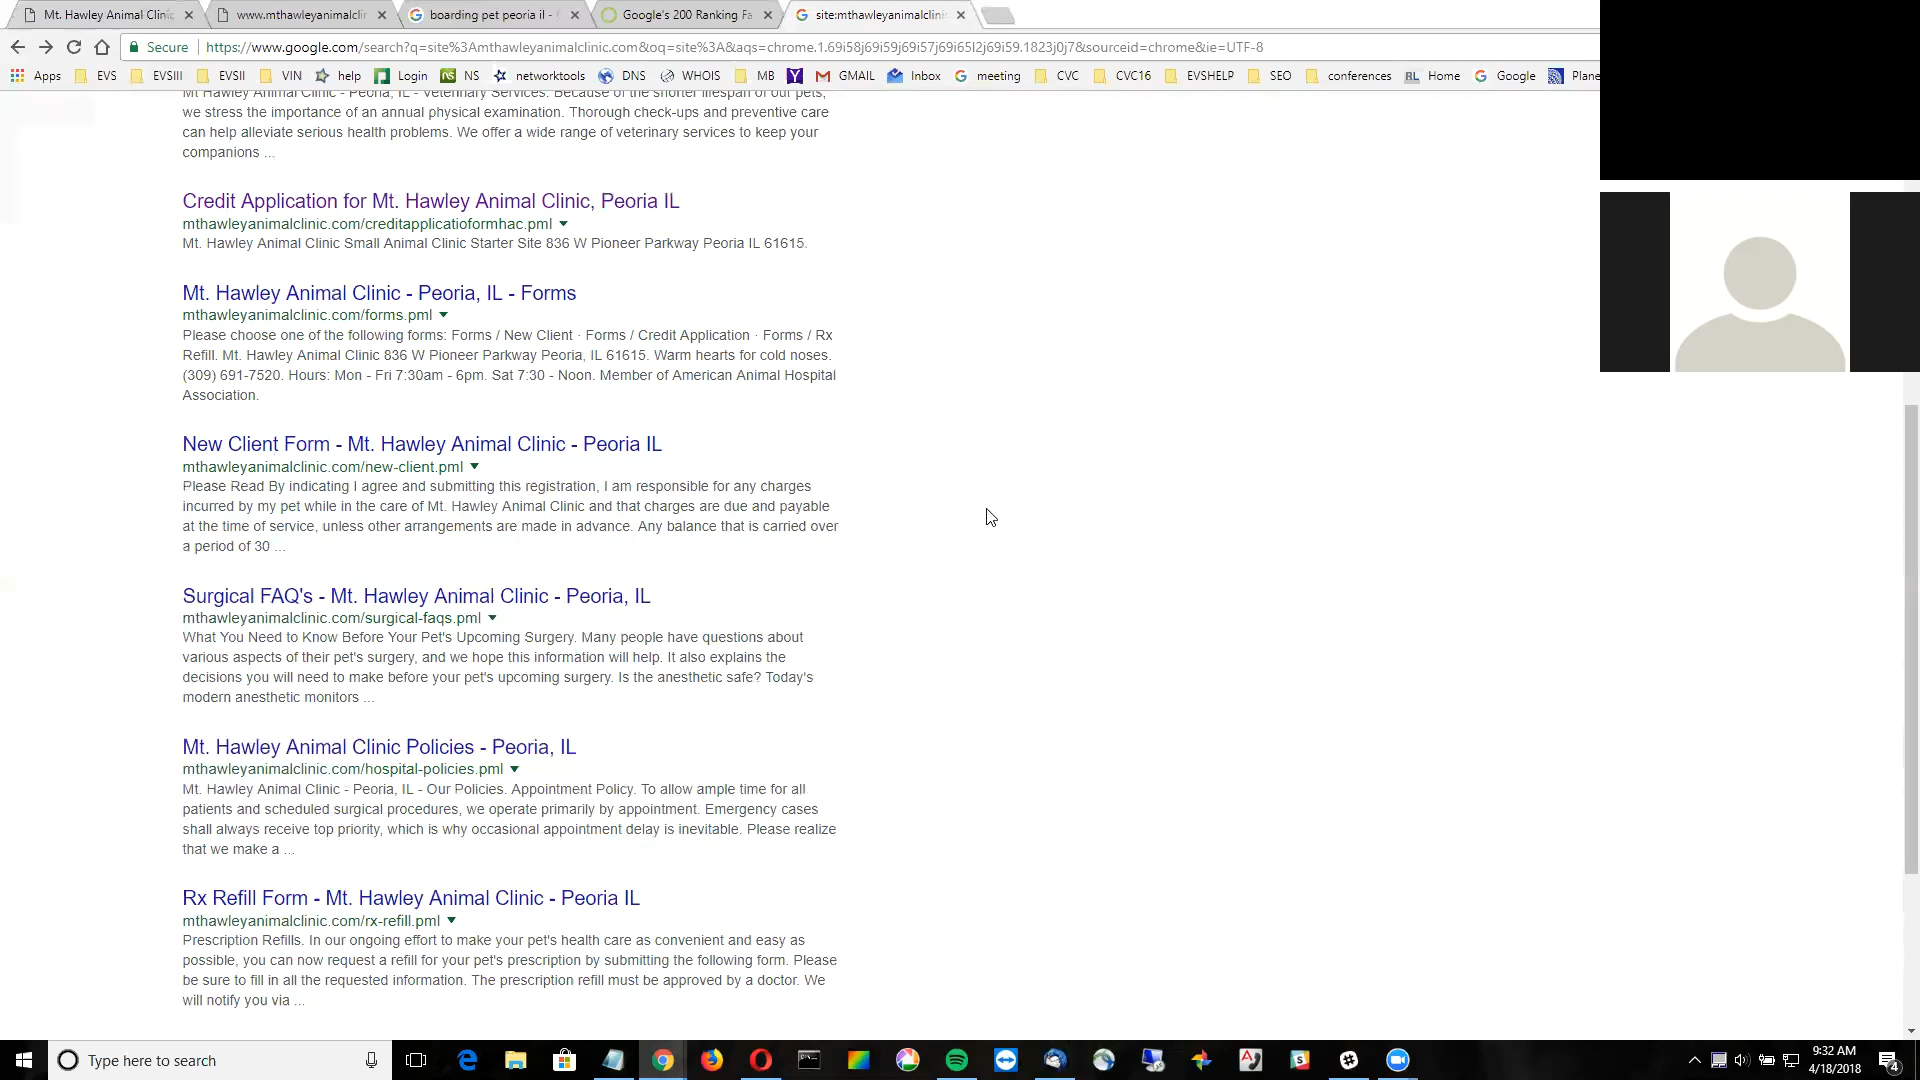 Mt. Hawley Animal Clinic
www.mthawleyanimalclin
boarding pet peoria il -
Google's 200 Ranking Fa
site:mthawleyanimalclinic
Secure https://www.google.com/search?q=site%3Amthawleyanimalclinic.com&oq=site%3A&aqs=chrome.1.69i58j69i59j69i57j69i65l2j69i59.1823j0j7&sourceid=chrome&ie=UTF-8
Apps EVS EVSIII EVSII VIN help Login NS networktools DNS WHOIS MB GMAIL Inbox meeting CVC CVC16 EVSHELP SEO conferences Home Google Plane
Mt Hawley Animal Clinic - Peoria, IL - Veterinary Services. Because of the shorter lifespan of our pets,
we stress the importance of an annual physical examination. Thorough check-ups and preventive care
can help alleviate serious health problems. We offer a wide range of veterinary services to keep your
companions ...
Credit Application for Mt. Hawley Animal Clinic, Peoria IL
mthawleyanimalclinic.com/creditapplicatioformhac.pml
Mt. Hawley Animal Clinic Small Animal Clinic Starter Site 836 W Pioneer Parkway Peoria IL 61615.
Mt. Hawley Animal Clinic - Peoria, IL - Forms
mthawleyanimalclinic.com/forms.pml
Please choose one of the following forms: Forms / New Client · Forms / Credit Application · Forms / Rx
Refill. Mt. Hawley Animal Clinic 836 W Pioneer Parkway Peoria, IL 61615. Warm hearts for cold noses.
(309) 691-7520. Hours: Mon - Fri 7:30am - 6pm. Sat 7:30 - Noon. Member of American Animal Hospital
Association.
New Client Form - Mt. Hawley Animal Clinic - Peoria IL
mthawleyanimalclinic.com/new-client.pml
Please Read By indicating I agree and submitting this registration, I am responsible for any charges
incurred by my pet while in the care of Mt. Hawley Animal Clinic and that charges are due and payable
at the time of service, unless other arrangements are made in advance. Any balance that is carried over
a period of 30 ...
Surgical FAQ's - Mt. Hawley Animal Clinic - Peoria, IL
mthawleyanimalclinic.com/surgical-faqs.pml
What You Need to Know Before Your Pet's Upcoming Surgery. Many people have questions about
various aspects of their pet's surgery, and we hope this information will help. It also explains the
decisions you will need to make before your pet's upcoming surgery. Is the anesthetic safe? Today's
modern anesthetic monitors ...
Mt. Hawley Animal Clinic Policies - Peoria, IL
mthawleyanimalclinic.com/hospital-policies.pml
Mt. Hawley Animal Clinic - Peoria, IL - Our Policies. Appointment Policy. To allow ample time for all
patients and scheduled surgical procedures, we operate primarily by appointment. Emergency cases
shall always receive top priority, which is why occasional appointment delay is inevitable. Please realize
that we make a ...
Rx Refill Form - Mt. Hawley Animal Clinic - Peoria IL
mthawleyanimalclinic.com/rx-refill.pml
Prescription Refills. In our ongoing effort to make your pet's health care as convenient and easy as
possible, you can now request a refill for your pet's prescription by submitting the following form. Please
be sure to fill in all the requested information. The prescription refill must be approved by a doctor. We
will notify you via ...
Type here to search
9:32 AM
4/18/2018
4